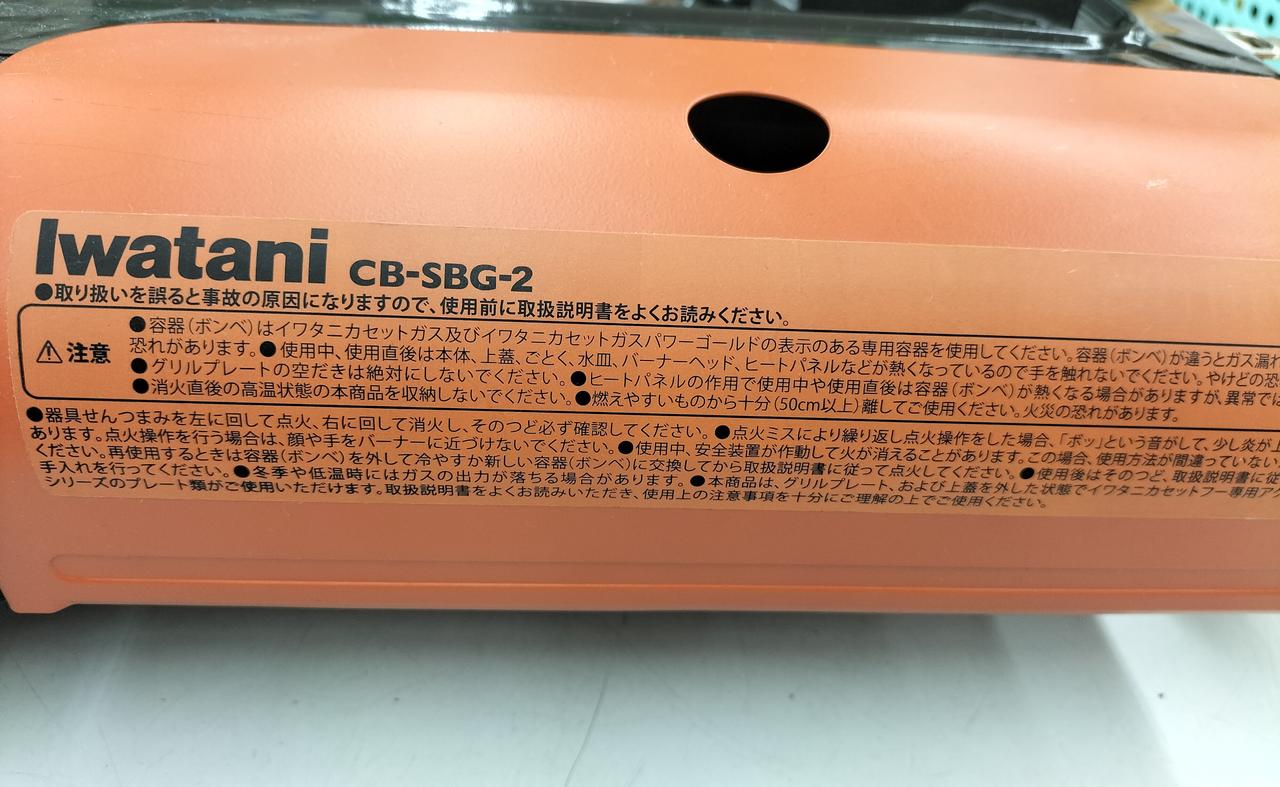 Iwatani CB-SBG-2
●取り扱いを誤ると事故の原因になりますので、使用前に取扱説明書をよくお読みください。
⚠注意
●容器(ボンベ)はイワタニカセットガス及びイワタニカセットガスパワーゴールドの表示のある専用容器を使用してください。容器(ボンベ)が違うとガス漏れ
恐れがあります。●使用中、使用直後は本体、上蓋、ごとく、水皿、バーナーヘッド、ヒートパネルなどが熱くなっているので手を触れないでください。やけどの恐
●グリルプレートの空だきは絶対にしないでください。●ヒートパネルの作用で使用中や使用直後は容器(ボンベ)が熱くなる場合がありますが、異常では
●消火直後の高温状態の本商品を収納しないでください。●燃えやすいものから十分(50cm以上)離してご使用ください。火災の恐れがあります。
●器具せんつまみを左に回して点火、右に回して消火し、そのつど必ず確認してください。●点火ミスにより繰り返し点火操作をした場合、「ボッ」という音がして、少し炎が上
あります。点火操作を行う場合は、顔や手をバーナーに近づけないでください。●使用中、安全装置が作動して火が消えることがあります。この場合、使用方法が間違っていない
ください。再使用するときは容器(ボンベ)を外して冷やすか新しい容器(ボンベ)に交換してから取扱説明書に従って点火してください。●使用後はそのつど、取扱説明書に従
手入れを行ってください。●冬季や低温時にはガスの出力が落ちる場合があります。●本商品は、グリルプレート、および上蓋を外した状態でイワタニカセットフー専用ア
シリーズのプレート類がご使用いただけます。取扱説明書をよくお読みいただき、使用上の注意事項を十分にご理解の上でご使用ください。